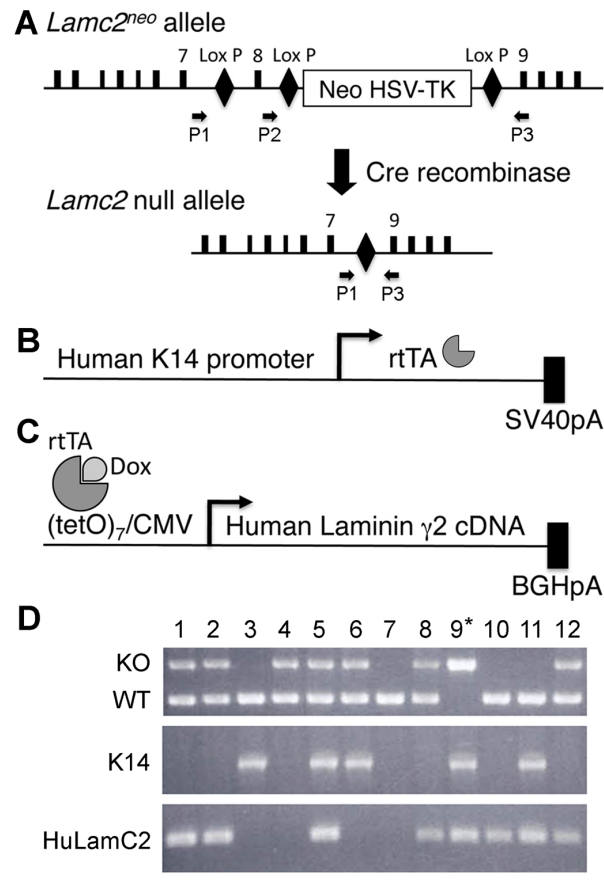 A Lamc2neo allele
7 Lox P 8 Lox P Lox P 9
Neo HSV-TK
P1 P2 P3
Cre recombinase
Lamc2 null allele
7 9
P1 P3
B
Human K14 promoter rtTA
SV40pA
C
rtTA
Dox
(tetO)7/CMV Human Laminin γ2 cDNA
BGHpA
D
1 2 3 4 5 6 7 8 9* 10 11 12
KO
WT
K14
HuLamC2